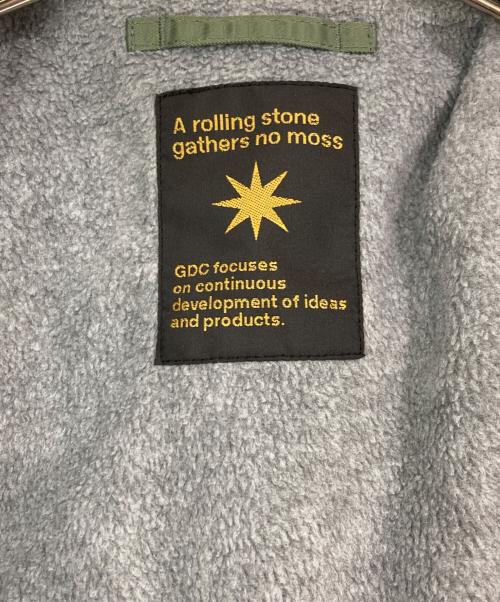 A rolling stone
gathers no moss
GDC focuses
on continuous
development of ideas
and products.